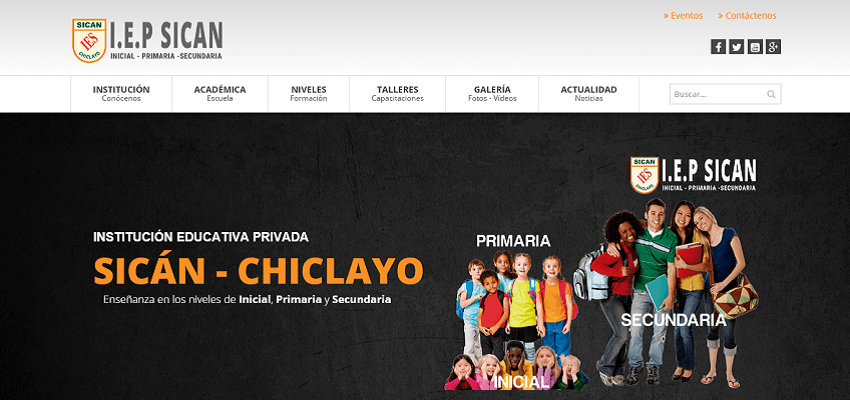 » Eventos
» Contáctenos
SICAN
IES
CHICLAYO
I.E.P SICAN
INICIAL - PRIMARIA -SECUNDARIA
INSTITUCIÓN
Conócenos
ACADÉMICA
Escuela
NIVELES
Formación
TALLERES
Capacitaciones
GALERÍA
Fotos - Vídeos
ACTUALIDAD
Noticias
Buscar...
SICAN
IES
CHICLAYO
I.E.P SICAN
INICIAL - PRIMARIA -SECUNDARIA
INSTITUCIÓN EDUCATIVA PRIVADA
SICÁN - CHICLAYO
Enseñanza en los niveles de Inicial, Primaria y Secundaria
PRIMARIA
SECUNDARIA
INICIAL